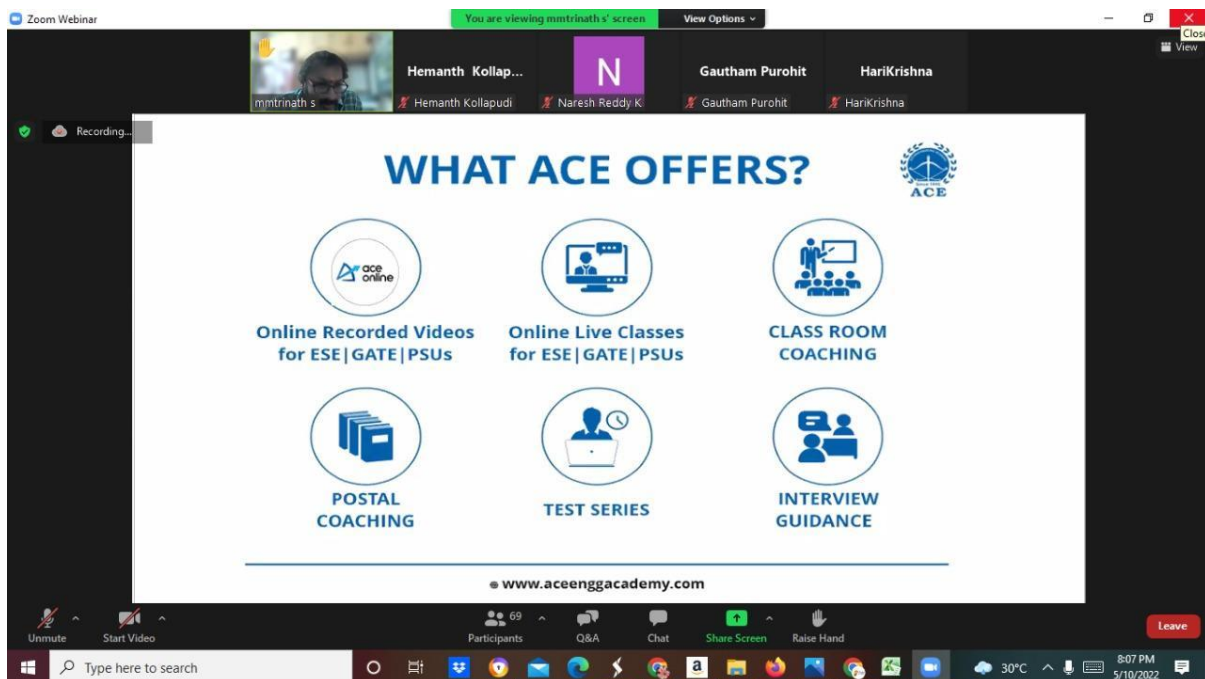 Zoom Webinar
You are viewing mmtrinath s' screen
View Options
Close
View
mmtrinath s
Hemanth Kollap...
Hemanth Kollapudi
N
Naresh Reddy K
Gautham Purohit
Gautham Purohit
HariKrishna
HariKrishna
Recording...
WHAT ACE OFFERS?
ACE
ace
online
Online Recorded Videos
for ESE|GATE|PSUs
Online Live Classes
for ESE|GATE|PSUs
CLASS ROOM
COACHING
POSTAL
COACHING
TEST SERIES
INTERVIEW
GUIDANCE
www.aceenggacademy.com
Unmute
Start Video
69
Participants
Q&A
Chat
Share Screen
Raise Hand
Leave
Type here to search
a
30°C
8:07 PM
5/10/2022